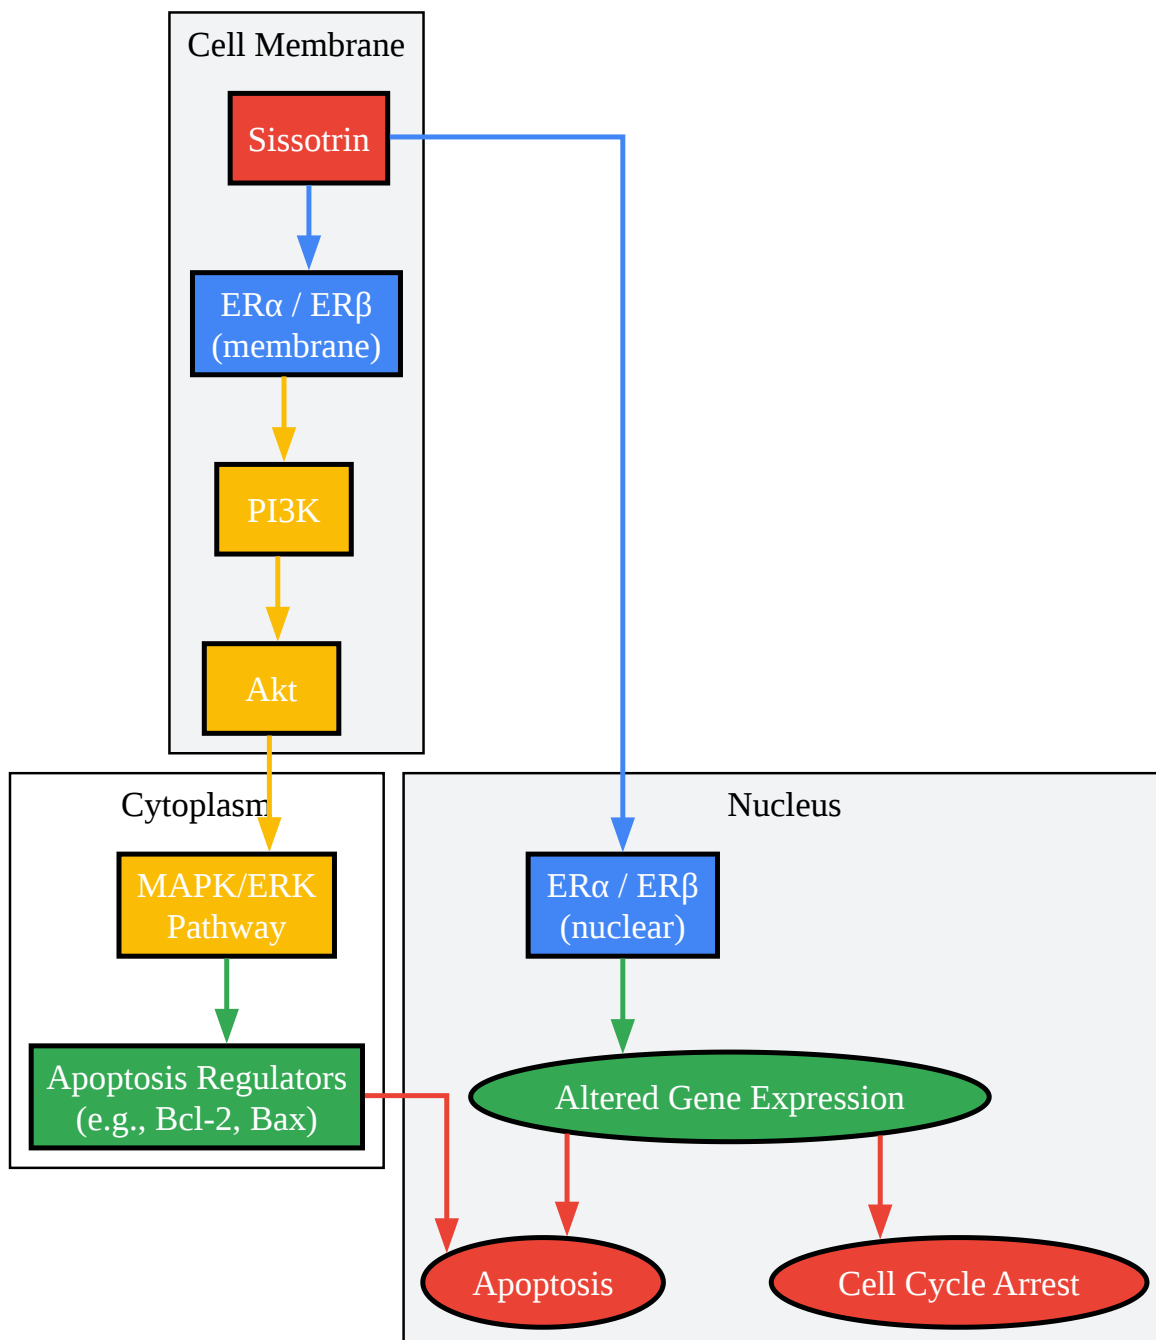 Cell Membrane
Sissotrin
ERα / ERβ
(membrane)
PI3K
Akt
Cytoplasm
MAPK/ERK
Pathway
Apoptosis Regulators
(e.g., Bcl-2, Bax)
Nucleus
ERα / ERβ
(nuclear)
Altered Gene Expression
Apoptosis
Cell Cycle Arrest